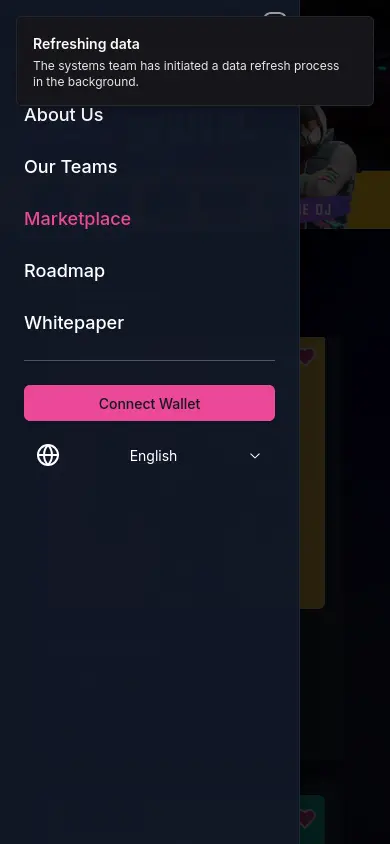 Refreshing data
The systems team has initiated a data refresh process
in the background.
About Us
Our Teams
Marketplace
Roadmap
Whitepaper
Connect Wallet
English
E DJ